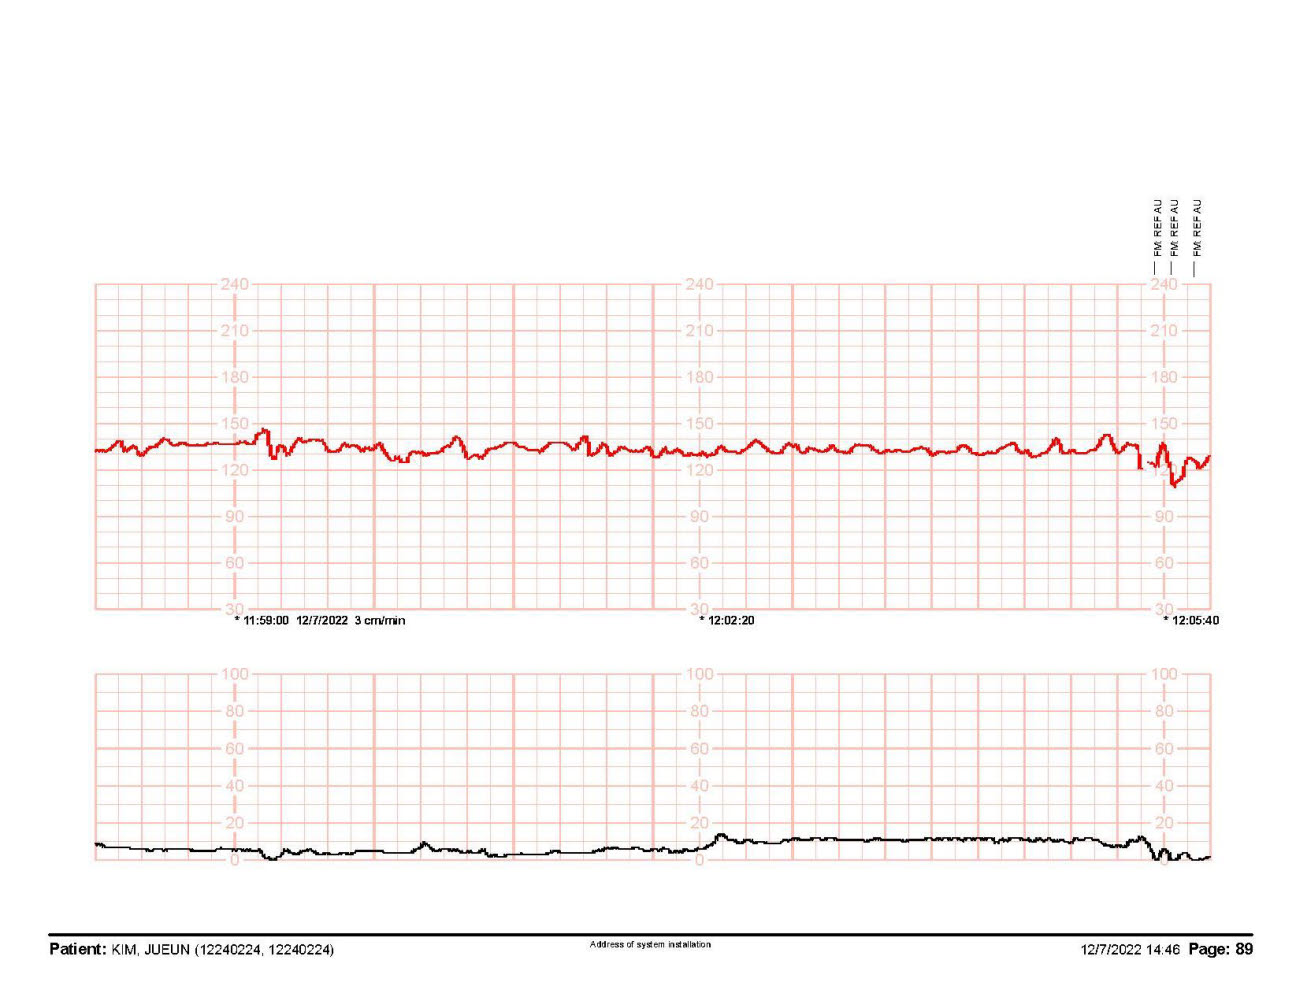 FM: REF AU
FM: REF AU
FM: REF AU
240 240 240
210 210 210
180 180 180
150 150 150
120 120 120
90 90 90
60 60 60
30 30 30
* 11:59:00 12/7/2022 3 cm/min * 12:02:20 * 12:05:40
100 100 100
80 80 80
60 60 60
40 40 40
20 20 20
0 0 0
Patient: KIM, JUEUN (12240224, 12240224) Address of system installation 12/7/2022 14:46 Page: 89